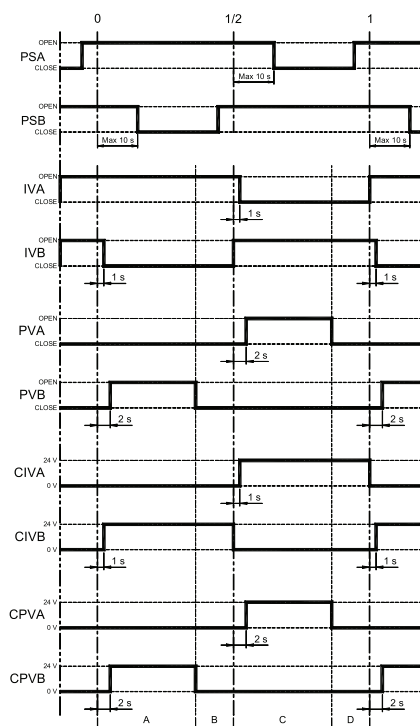 0 1/2 1
OPEN
PSA
CLOSE
Max 10 s
OPEN
PSB
CLOSE
Max 10 s Max 10 s
OPEN
IVA
CLOSE
1 s
OPEN
IVB
CLOSE
1 s 1 s
OPEN
PVA
CLOSE
2 s
OPEN
PVB
CLOSE
2 s 2 s
24 V
CIVA
0 V
1 s
24 V
CIVB
0 V
1 s 1 s
24 V
CPVA
0 V
2 s
24 V
CPVB
0 V
2 s A B C D 2 s